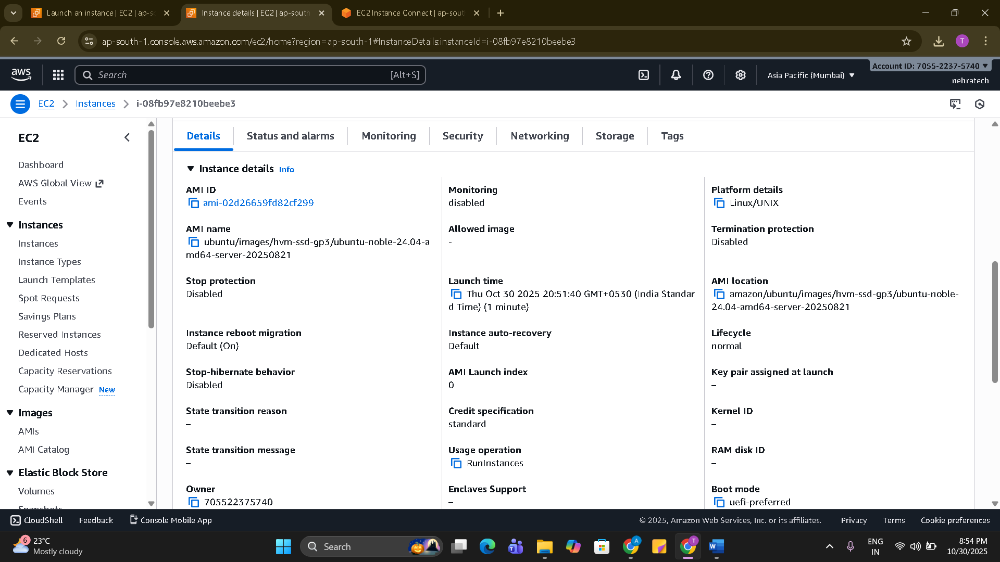 Launch an instance | EC2 | ap-s
Instance details | EC2 | ap-south
EC2 Instance Connect | ap-sout
ap-south-1.console.aws.amazon.com/ec2/home?region=ap-south-1#InstanceDetails:instanceId=i-08fb97e8210beebe3
T
aws
Search
[Alt+S]
Asia Pacific (Mumbai)
Account ID: 7055-2237-5740
nehratech
EC2
Instances
i-08fb97e8210beebe3
EC2
Dashboard
AWS Global View
Events
Instances
Instances
Instance Types
Launch Templates
Spot Requests
Savings Plans
Reserved Instances
Dedicated Hosts
Capacity Reservations
Capacity Manager New
Images
AMIs
AMI Catalog
Elastic Block Store
Volumes
Snapshots
Details
Status and alarms
Monitoring
Security
Networking
Storage
Tags
Instance details Info
AMI ID
ami-02d26659fd82cf299
Monitoring
disabled
Platform details
Linux/UNIX
AMI name
ubuntu/images/hvm-ssd-gp3/ubuntu-noble-24.04-a
md64-server-20250821
Allowed image
-
Termination protection
Disabled
Stop protection
Disabled
Launch time
Thu Oct 30 2025 20:51:40 GMT+0530 (India Standar
d Time) (1 minute)
AMI location
amazon/ubuntu/images/hvm-ssd-gp3/ubuntu-noble-
24.04-amd64-server-20250821
Instance reboot migration
Default (On)
Instance auto-recovery
Default
Lifecycle
normal
Stop-hibernate behavior
Disabled
AMI Launch index
0
Key pair assigned at launch
–
State transition reason
–
Credit specification
standard
Kernel ID
–
State transition message
–
Usage operation
RunInstances
RAM disk ID
–
Owner
705522375740
Enclaves Support
–
Boot mode
uefi-preferred
CloudShell
Feedback
Console Mobile App
© 2025, Amazon Web Services, Inc. or its affiliates.
Privacy
Terms
Cookie preferences
6
23°C
Mostly cloudy
Search
A
T
ENG
IN
8:54 PM
10/30/2025